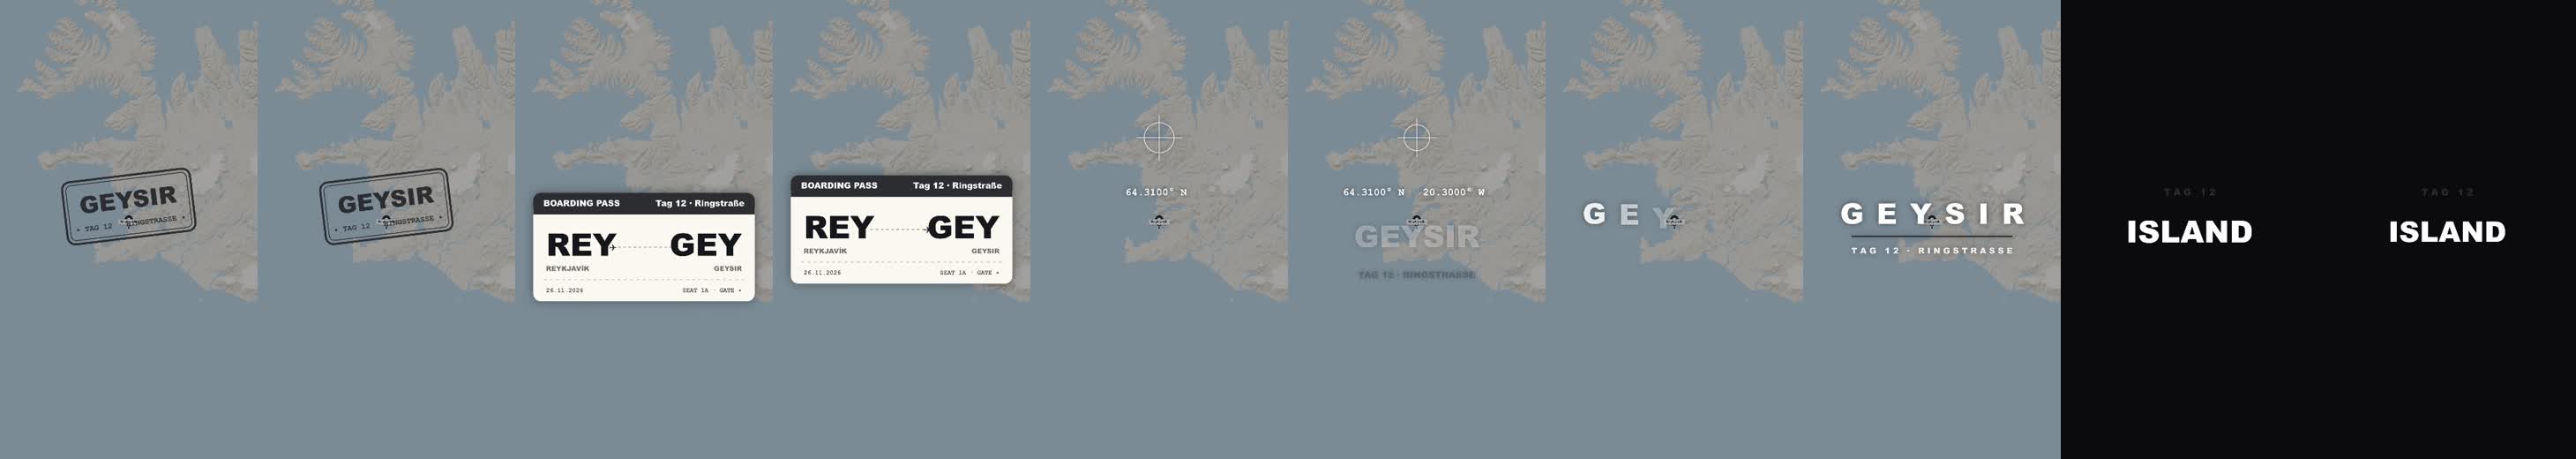 GEYSIR
• TAG 12 · RINGSTRASSE •
GEYSIR
• TAG 12 · RINGSTRASSE •
BOARDING PASS Tag 12 · Ringstraße
REY GEY
REYKJAVÍK GEYSIR
26.11.2026 SEAT 1A · GATE •
BOARDING PASS Tag 12 · Ringstraße
REY GEY
REYKJAVÍK GEYSIR
26.11.2026 SEAT 1A · GATE •
64.3100° N
64.3100° N 20.3000° W
GEYSIR
TAG 12 · RINGSTRASSE
GEY
GEYSIR
TAG 12 · RINGSTRASSE
TAG 12
ISLAND
TAG 12
ISLAND